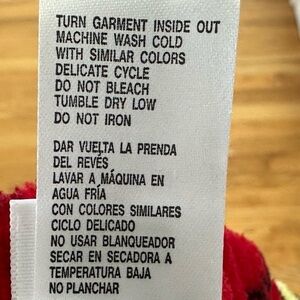 TURN GARMENT INSIDE OUT
MACHINE WASH COLD
WITH SIMILAR COLORS
DELICATE CYCLE
DO NOT BLEACH
TUMBLE DRY LOW
DO NOT IRON
DAR VUELTA LA PRENDA
DEL REVÉS
LAVAR A MÁQUINA EN
AGUA FRÍA
CON COLORES SIMILARES
CICLO DELICADO
NO USAR BLANQUEADOR
SECAR EN SECADORA A
TEMPERATURA BAJA
NO PLANCHAR